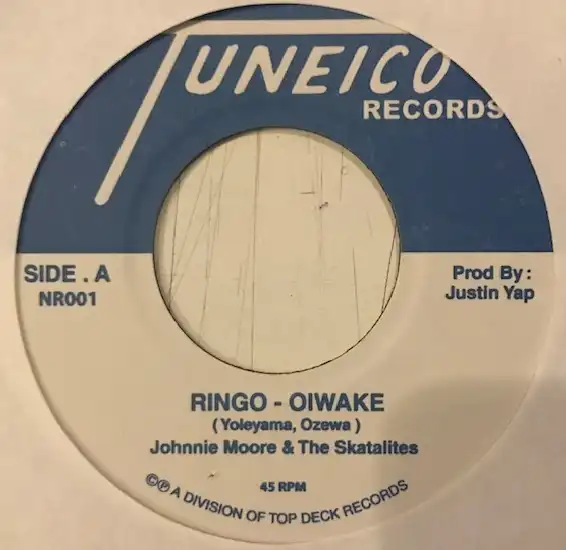 TUNEICO
RECORDS
SIDE . A
NR001
Prod By :
Justin Yap
RINGO - OIWAKE
( Yoleyama, Ozewa )
Johnnie Moore & The Skatalites
45 RPM
©℗ A DIVISION OF TOP DECK RECORDS